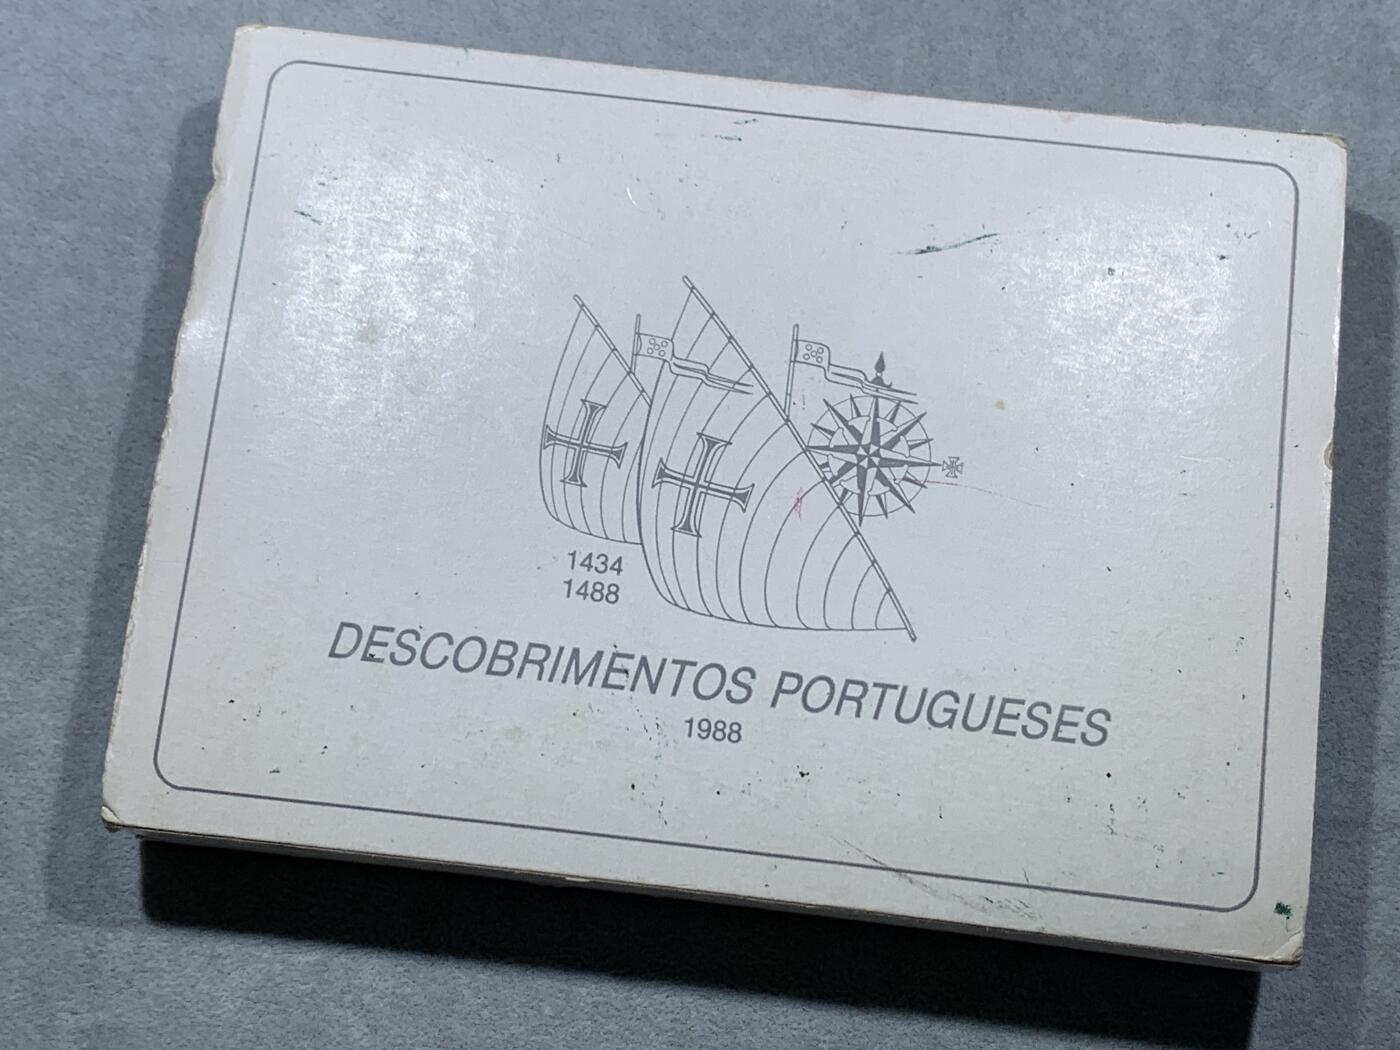 1434
1488
DESCOBRIMENTOS PORTUGUESES
1988